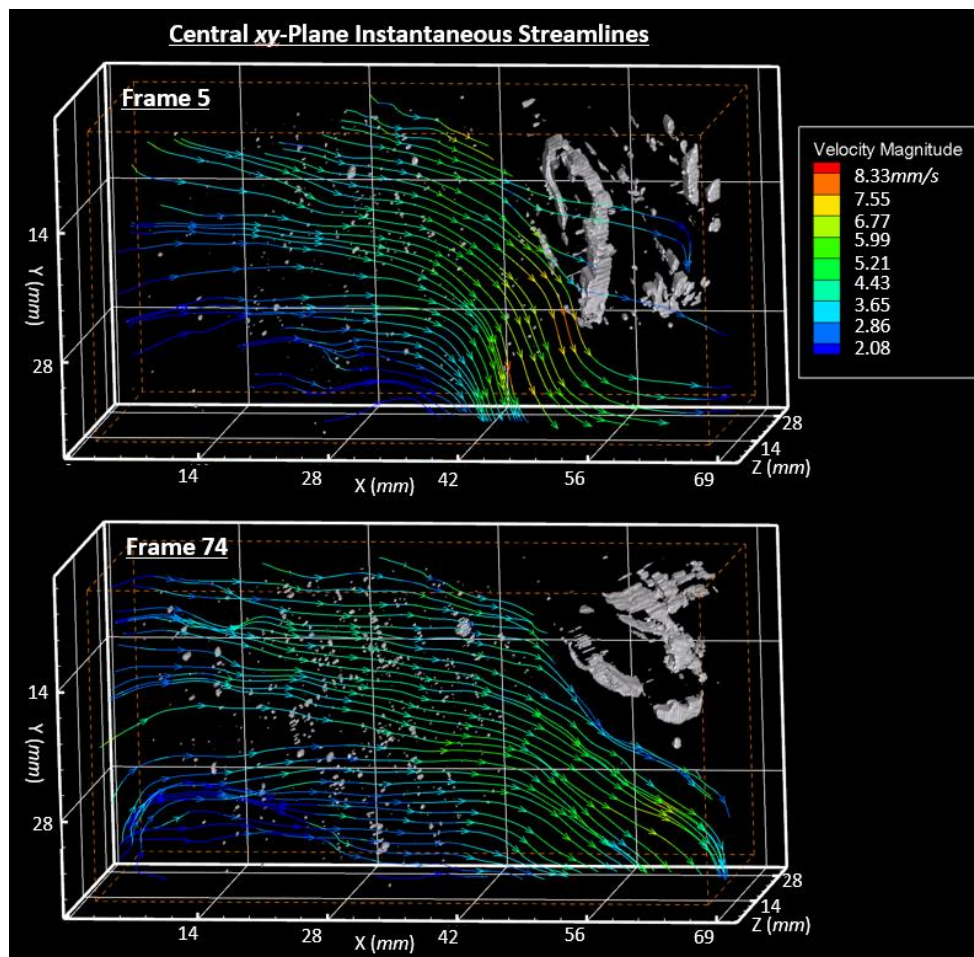 Central xy-Plane Instantaneous Streamlines
Frame 5
Velocity Magnitude
8.33mm/s
7.55
6.77
5.99
5.21
4.43
3.65
2.86
2.08
14
Y (mm)
28
14
28
X (mm)
42
56
69
Z (mm)
14
28
Frame 74
14
Y (mm)
28
14
28
X (mm)
42
56
69
Z (mm)
14
28